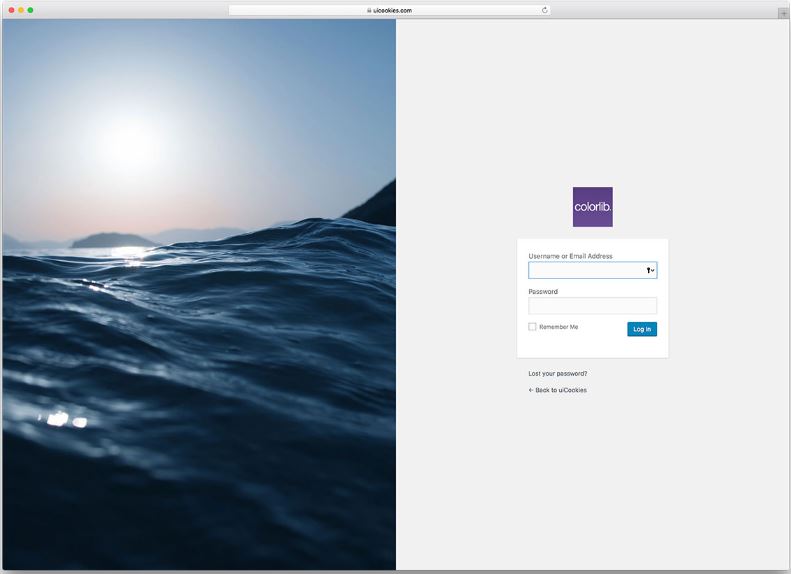 uicookies.com
colorlib.
Username or Email Address
Password
Remember Me
Log In
Lost your password?
← Back to uiCookies